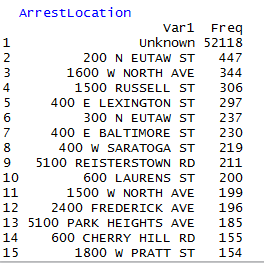 ArrestLocation
Var1 Freq
1 Unknown 52118
2 200 N EUTAW ST 447
3 1600 W NORTH AVE 344
4 1500 RUSSELL ST 306
5 400 E LEXINGTON ST 297
6 300 N EUTAW ST 237
7 400 E BALTIMORE ST 230
8 400 W SARATOGA ST 219
9 5100 REISTERSTOWN RD 211
10 600 LAURENS ST 200
11 1500 W NORTH AVE 199
12 2400 FREDERICK AVE 196
13 5100 PARK HEIGHTS AVE 185
14 600 CHERRY HILL RD 155
15 1800 W PRATT ST 154